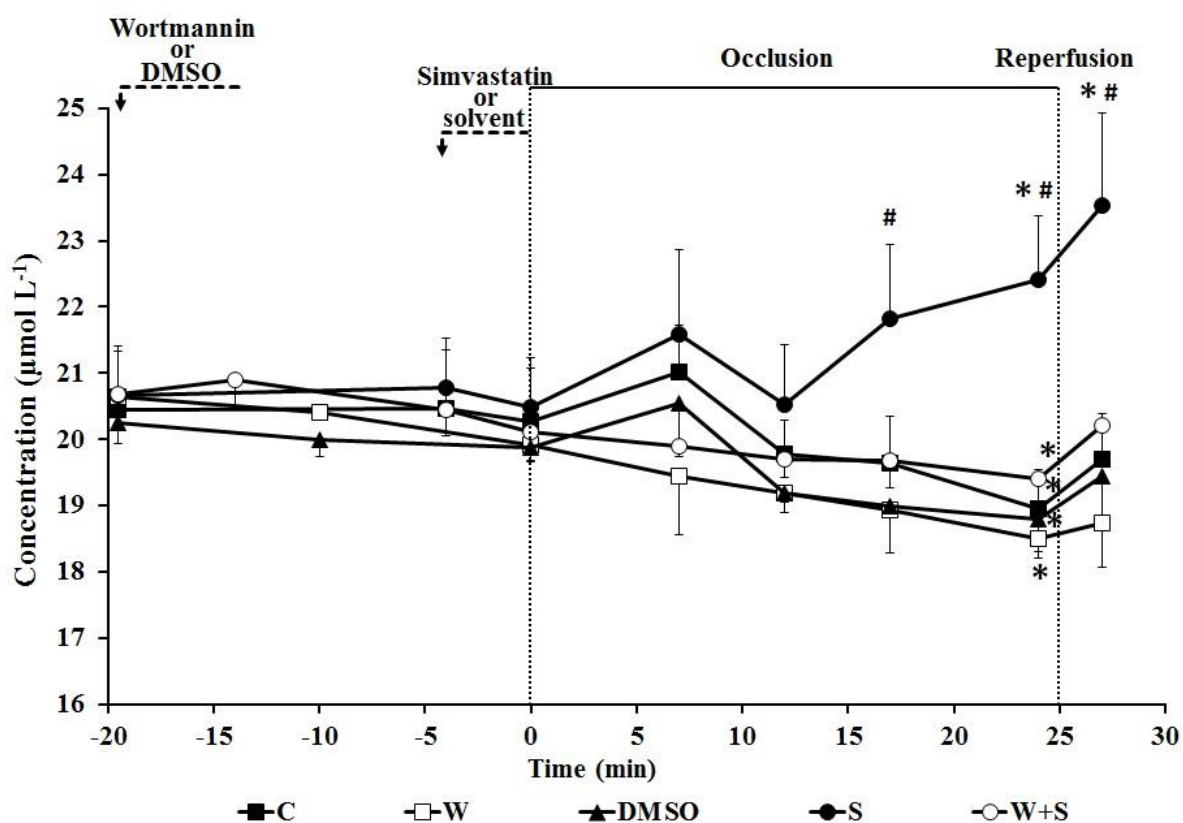 Wortmannin
or
DMSO
Simvastatin
or
solvent
Occlusion
Reperfusion
* #
* #
#
*
*
*
*
Concentration (µmol L-1)
25
24
23
22
21
20
19
18
17
16
-20 -15 -10 -5 0 5 10 15 20 25 30
Time (min)
C W DMSO S W+S